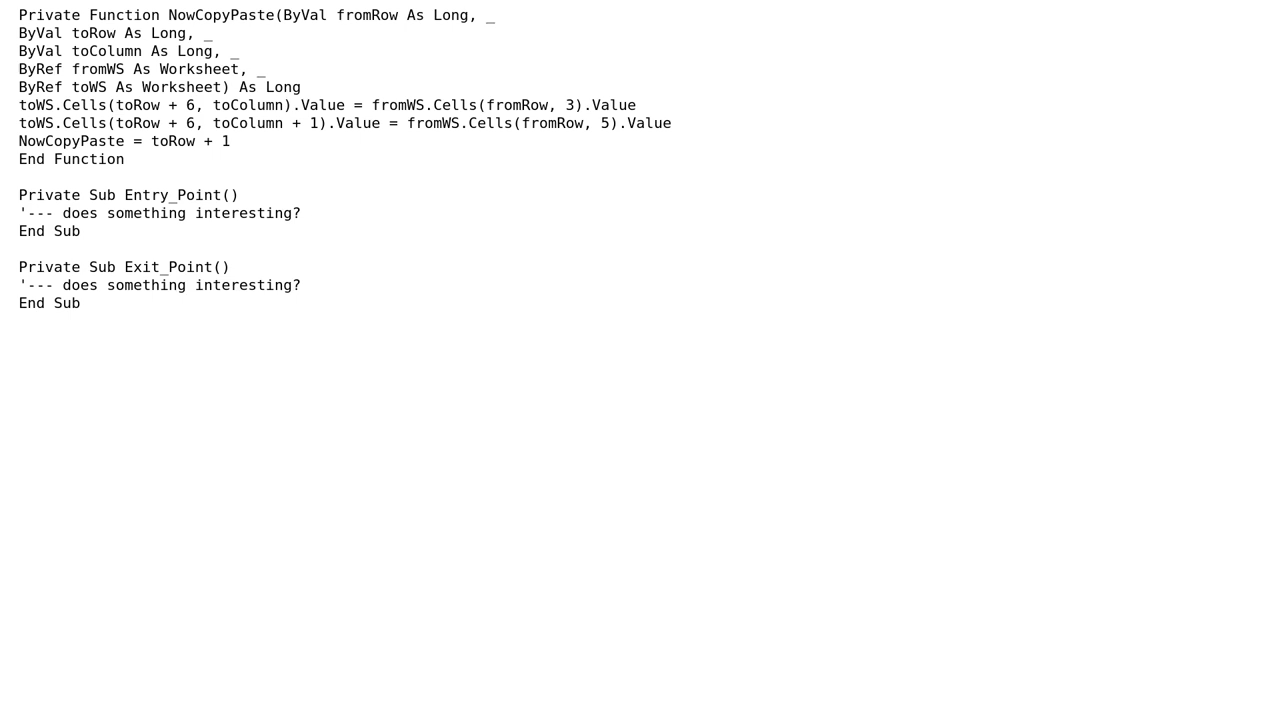 Private Function NowCopyPaste(ByVal fromRow As Long, _
ByVal toRow As Long, _
ByVal toColumn As Long, _
ByRef fromWS As Worksheet, _
ByRef toWS As Worksheet) As Long
toWS.Cells(toRow + 6, toColumn).Value = fromWS.Cells(fromRow, 3).Value
toWS.Cells(toRow + 6, toColumn + 1).Value = fromWS.Cells(fromRow, 5).Value
NowCopyPaste = toRow + 1
End Function

Private Sub Entry_Point()
'--- does something interesting?
End Sub

Private Sub Exit_Point()
'--- does something interesting?
End Sub